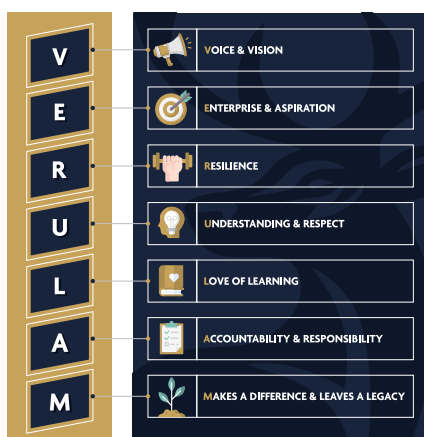 V
VOICE & VISION
E
ENTERPRISE & ASPIRATION
R
RESILIENCE
U
UNDERSTANDING & RESPECT
L
LOVE OF LEARNING
A
ACCOUNTABILITY & RESPONSIBILITY
M
MAKES A DIFFERENCE & LEAVES A LEGACY